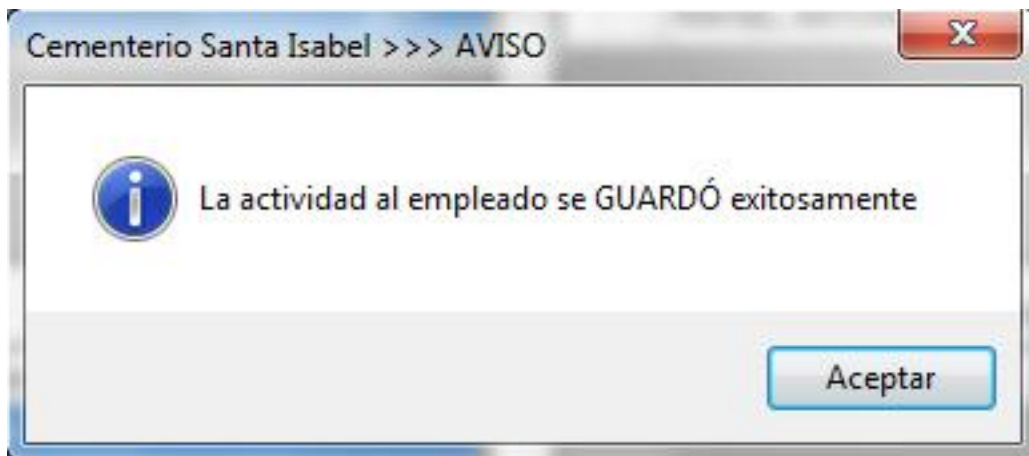 Cementerio Santa Isabel >>> AVISO
La actividad al empleado se GUARDÓ exitosamente
Aceptar